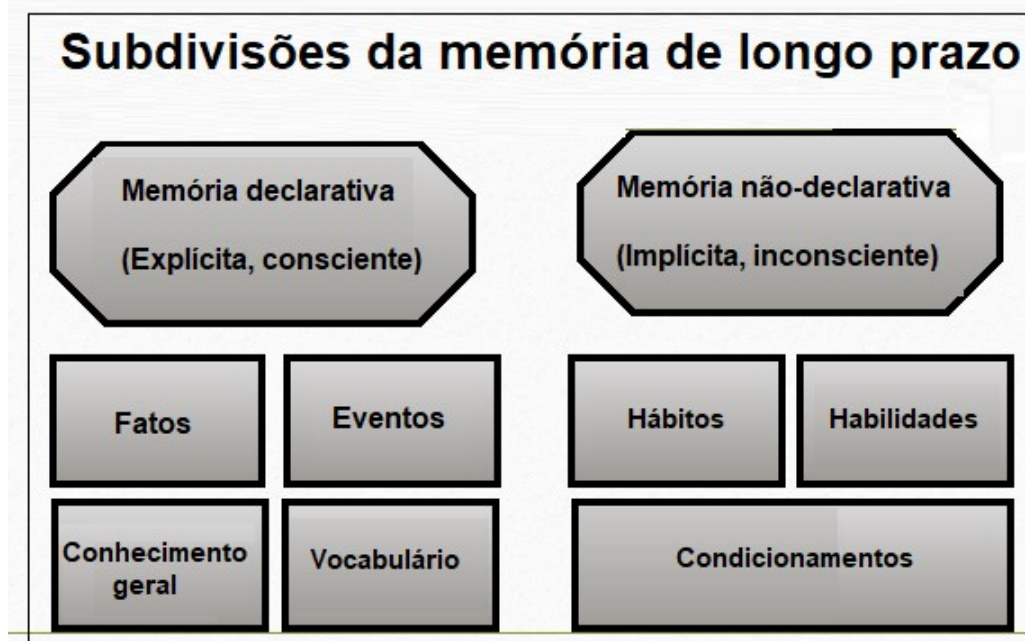 Subdivisões da memória de longo prazo
Memória declarativa
(Explícita, consciente)
Memória não-declarativa
(Implícita, inconsciente)
Fatos
Eventos
Hábitos
Habilidades
Conhecimento
geral
Vocabulário
Condicionamentos